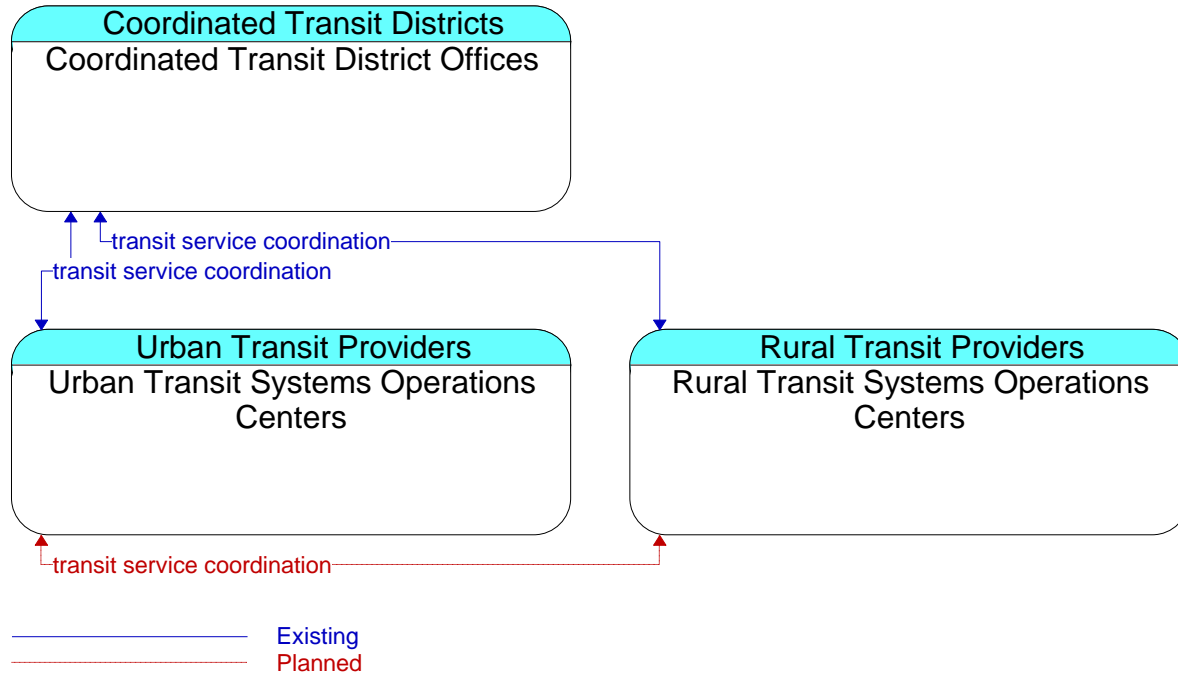 Coordinated Transit Districts
Coordinated Transit District Offices
transit service coordination
transit service coordination
Urban Transit Providers
Urban Transit Systems Operations
Centers
Rural Transit Providers
Rural Transit Systems Operations
Centers
transit service coordination
Existing
Planned